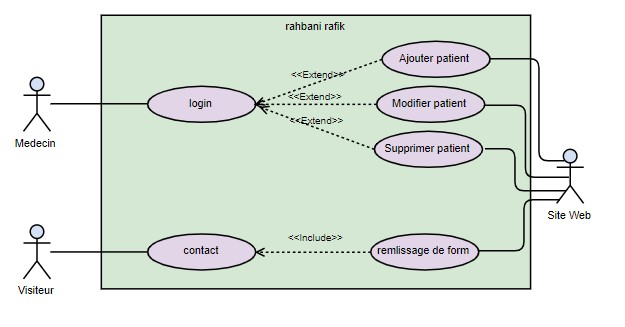 rahbani rafik
Ajouter patient
<<Extend>>
login
<<Extend>>
Modifier patient
<<Extend>>
Supprimer patient
Medecin
Site Web
<<Include>>
contact
remlissage de form
Visiteur